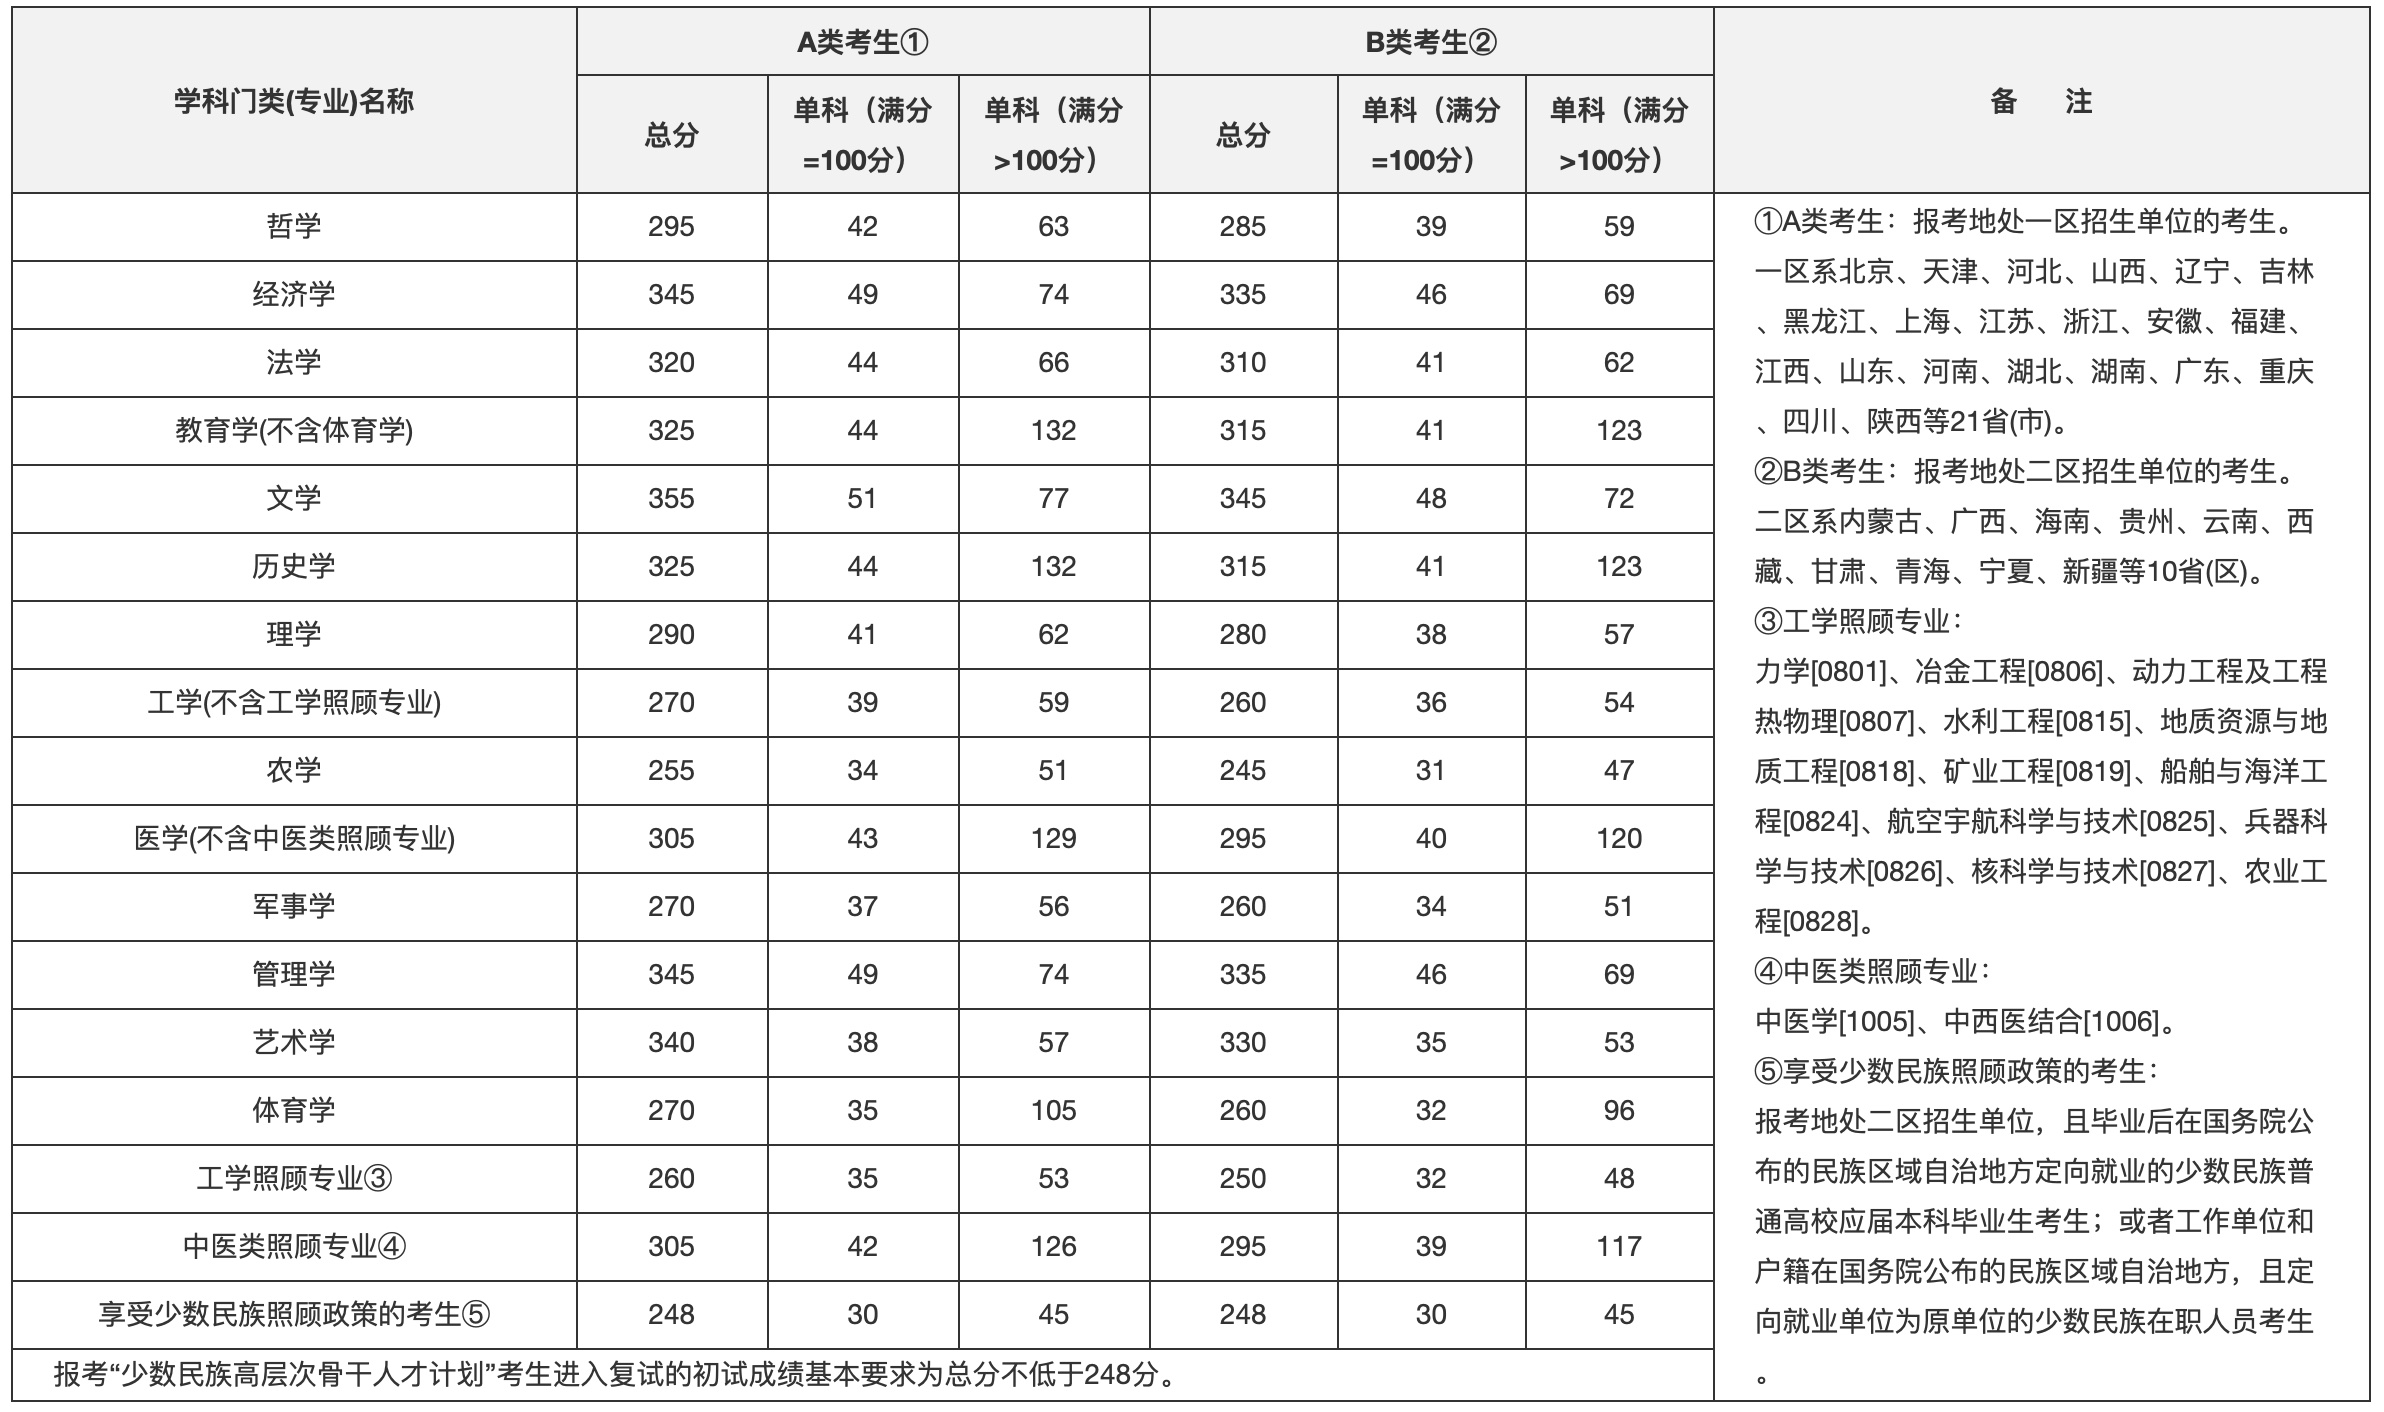 学科门类(专业)名称
A类考生①
B类考生②
备 注
总分
单科（满分
=100分）
单科（满分
>100分）
总分
单科（满分
=100分）
单科（满分
>100分）
哲学 295 42 63 285 39 59
经济学 345 49 74 335 46 69
法学 320 44 66 310 41 62
教育学(不含体育学) 325 44 132 315 41 123
文学 355 51 77 345 48 72
历史学 325 44 132 315 41 123
理学 290 41 62 280 38 57
工学(不含工学照顾专业) 270 39 59 260 36 54
农学 255 34 51 245 31 47
医学(不含中医类照顾专业) 305 43 129 295 40 120
军事学 270 37 56 260 34 51
管理学 345 49 74 335 46 69
艺术学 340 38 57 330 35 53
体育学 270 35 105 260 32 96
工学照顾专业③ 260 35 53 250 32 48
中医类照顾专业④ 305 42 126 295 39 117
享受少数民族照顾政策的考生⑤ 248 30 45 248 30 45
报考“少数民族高层次骨干人才计划”考生进入复试的初试成绩基本要求为总分不低于248分。
①A类考生：报考地处一区招生单位的考生。
一区系北京、天津、河北、山西、辽宁、吉林
、黑龙江、上海、江苏、浙江、安徽、福建、
江西、山东、河南、湖北、湖南、广东、重庆
、四川、陕西等21省(市)。
②B类考生：报考地处二区招生单位的考生。
二区系内蒙古、广西、海南、贵州、云南、西
藏、甘肃、青海、宁夏、新疆等10省(区)。
③工学照顾专业：
力学[0801]、冶金工程[0806]、动力工程及工程
热物理[0807]、水利工程[0815]、地质资源与地
质工程[0818]、矿业工程[0819]、船舶与海洋工
程[0824]、航空宇航科学与技术[0825]、兵器科
学与技术[0826]、核科学与技术[0827]、农业工
程[0828]。
④中医类照顾专业：
中医学[1005]、中西医结合[1006]。
⑤享受少数民族照顾政策的考生：
报考地处二区招生单位，且毕业后在国务院公
布的民族区域自治地方定向就业的少数民族普
通高校应届本科毕业生考生；或者工作单位和
户籍在国务院公布的民族区域自治地方，且定
向就业单位为原单位的少数民族在职人员考生
。